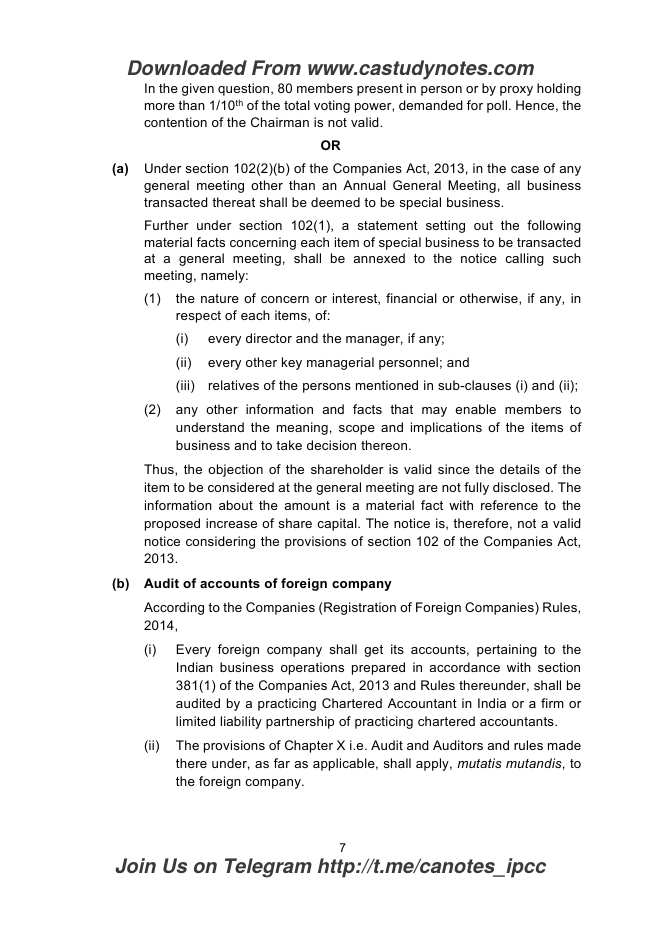 Downloaded From www.castudynotes.com
In the given question, 80 members present in person or by proxy holding
more than 1/10th of the total voting power, demanded for poll. Hence, the
contention of the Chairman is not valid.
OR
(a) Under section 102(2)(b) of the Companies Act, 2013, in the case of any
general meeting other than an Annual General Meeting, all business
transacted thereat shall be deemed to be special business.
Further under section 102(1), a statement setting out the following
material facts concerning each item of special business to be transacted
at a general meeting, shall be annexed to the notice calling such
meeting, namely:
(1) the nature of concern or interest, financial or otherwise, if any, in
respect of each items, of:
(i) every director and the manager, if any;
(ii) every other key managerial personnel; and
(iii) relatives of the persons mentioned in sub-clauses (i) and (ii);
(2) any other information and facts that may enable members to
understand the meaning, scope and implications of the items of
business and to take decision thereon.
Thus, the objection of the shareholder is valid since the details of the
item to be considered at the general meeting are not fully disclosed. The
information about the amount is a material fact with reference to the
proposed increase of share capital. The notice is, therefore, not a valid
notice considering the provisions of section 102 of the Companies Act,
2013.
(b) Audit of accounts of foreign company
According to the Companies (Registration of Foreign Companies) Rules,
2014,
(i) Every foreign company shall get its accounts, pertaining to the
Indian business operations prepared in accordance with section
381(1) of the Companies Act, 2013 and Rules thereunder, shall be
audited by a practicing Chartered Accountant in India or a firm or
limited liability partnership of practicing chartered accountants.
(ii) The provisions of Chapter X i.e. Audit and Auditors and rules made
there under, as far as applicable, shall apply, mutatis mutandis, to
the foreign company.
7
Join Us on Telegram http://t.me/canotes_ipcc